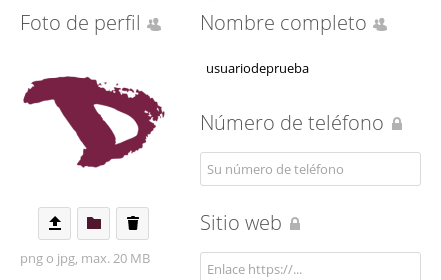 Foto de perfil
Nombre completo
usuariodeprueba
Número de teléfono
Su número de teléfono
Sitio web
png o jpg, max. 20 MB
Enlace https://...